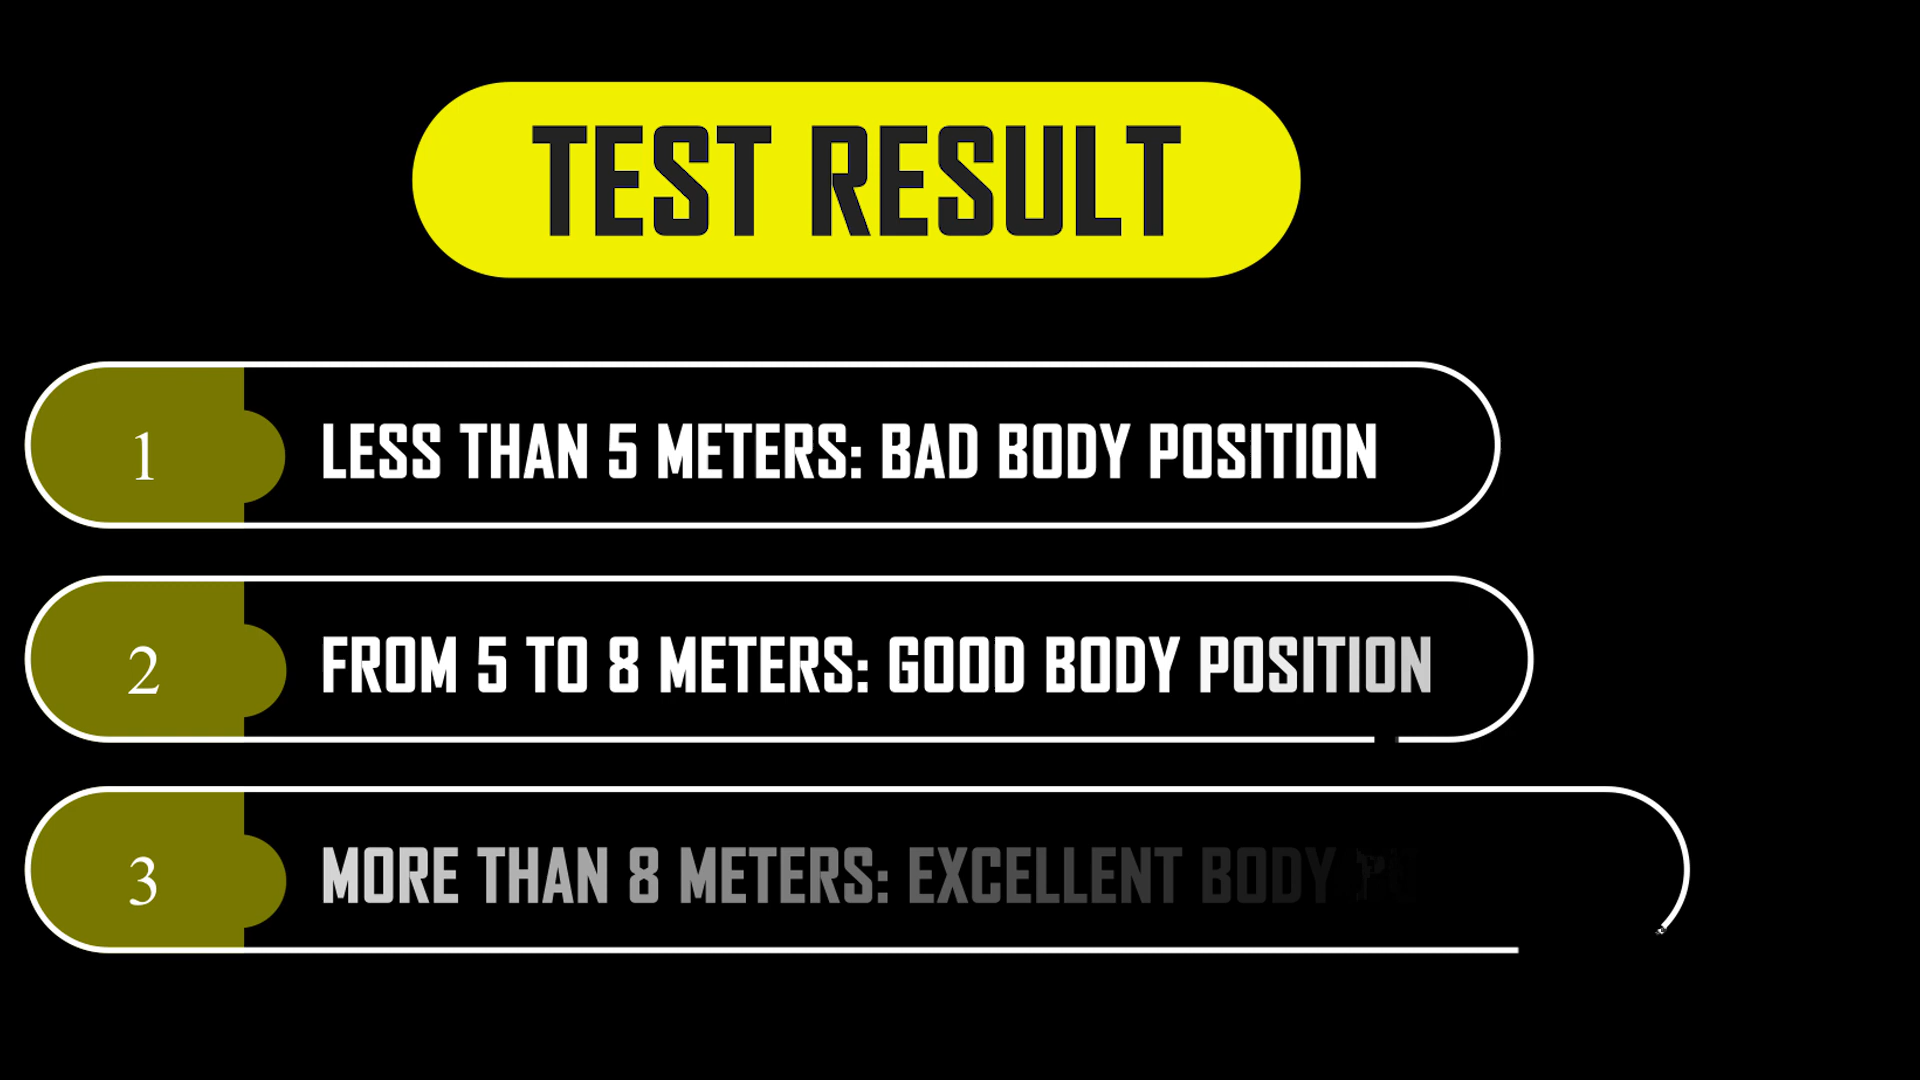 TEST RESULT
1
LESS THAN 5 METERS: BAD BODY POSITION
2
FROM 5 TO 8 METERS: GOOD BODY POSITION
3
MORE THAN 8 METERS: EXCELLENT BODY